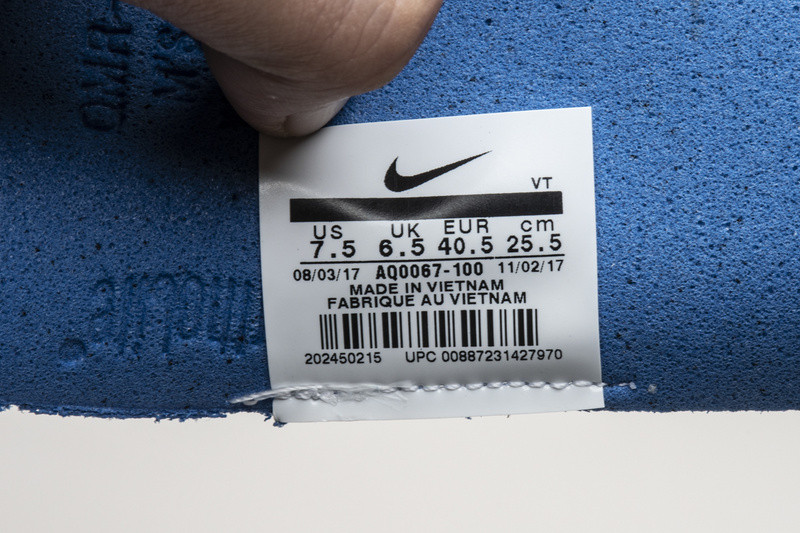 VT
US UK EUR cm
7.5 6.5 40.5 25.5
08/03/17 AQ0067-100 11/02/17
MADE IN VIETNAM
FABRIQUE AU VIETNAM
202450215 UPC 00887231427970